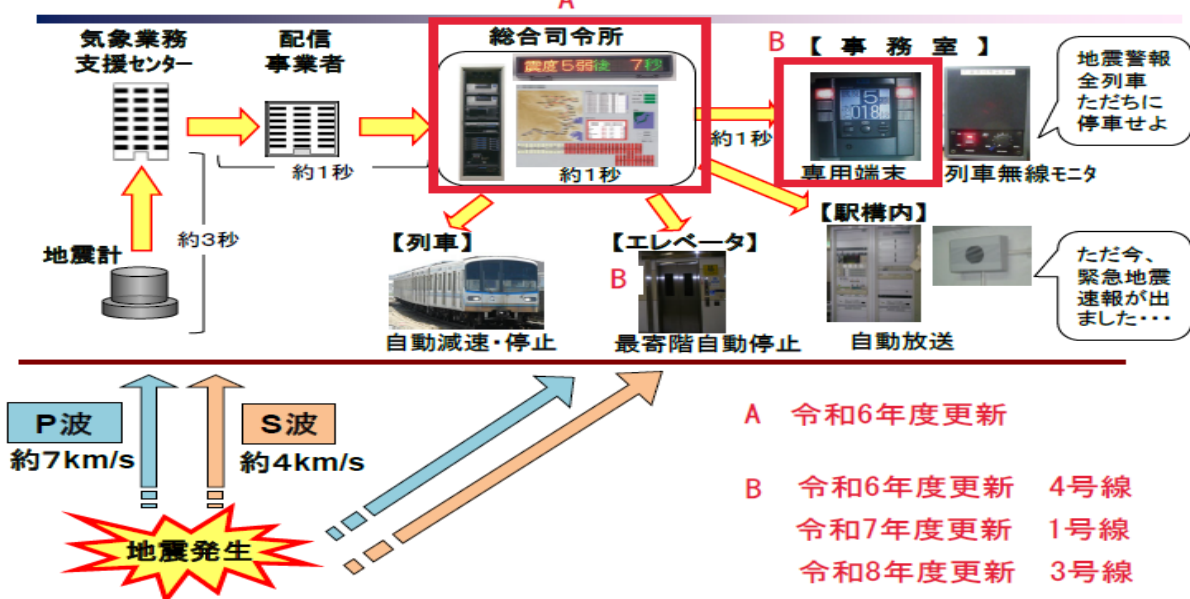 A
気象業務
支援センター
配信
事業者
総合司令所
震度5弱後 7秒
約1秒
B
【 事 務 室 】
5
018
専用端末
列車無線モニタ
地震警報
全列車
ただちに
停車せよ
約1秒
約1秒
約3秒
地震計
【列車】
自動減速・停止
【エレベータ】
B
最寄階自動停止
【駅構内】
自動放送
ただ今、
緊急地震
速報が出
ました・・・
P波
約7km/s
S波
約4km/s
地震発生
A 令和6年度更新
B 令和6年度更新 4号線
令和7年度更新 1号線
令和8年度更新 3号線